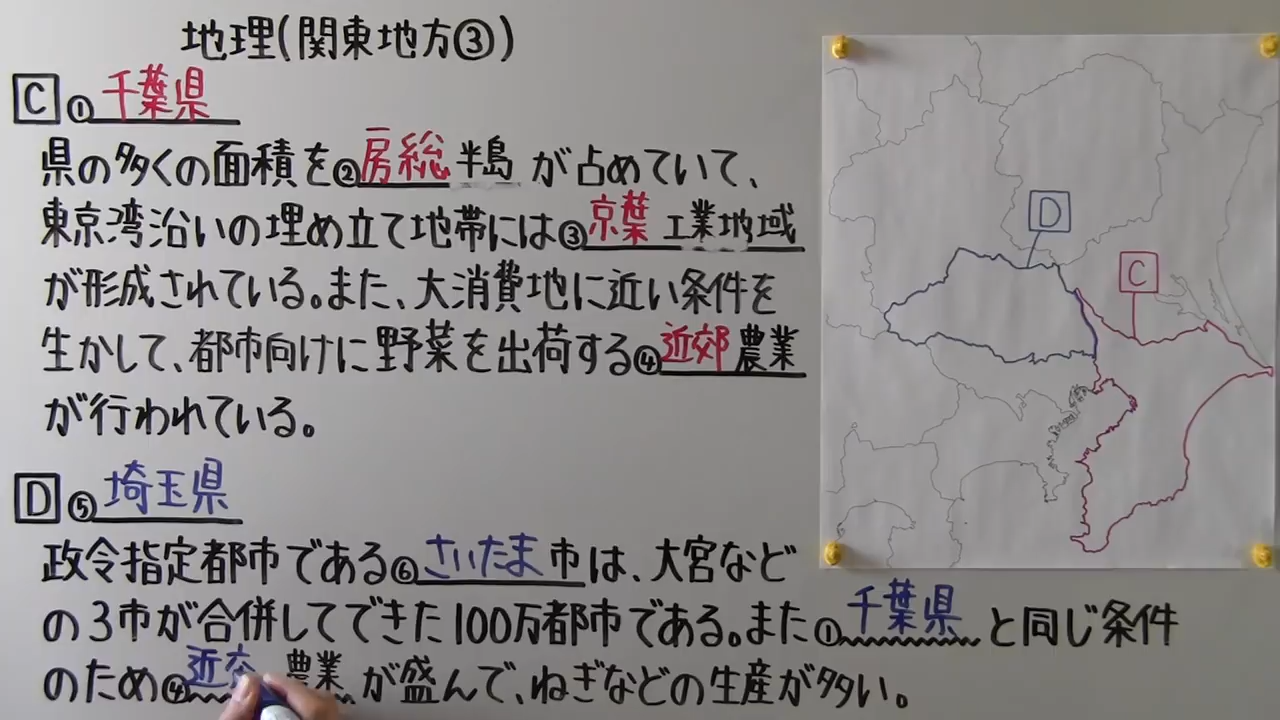 地理(関東地方③)
C ①千葉県
県の多くの面積を②房総半島が占めていて、
東京湾沿いの埋め立て地帯には③京葉工業地域
が形成されている。また、大消費地に近い条件を
生かして、都市向けに野菜を出荷する④近郊農業
が行われている。
D ⑤埼玉県
政令指定都市である⑥さいたま市は、大宮など
の3市が合併してできた100万都市である。また①千葉県と同じ条件
のため④近交農業が盛んで、ねぎなどの生産が多い。
D
C